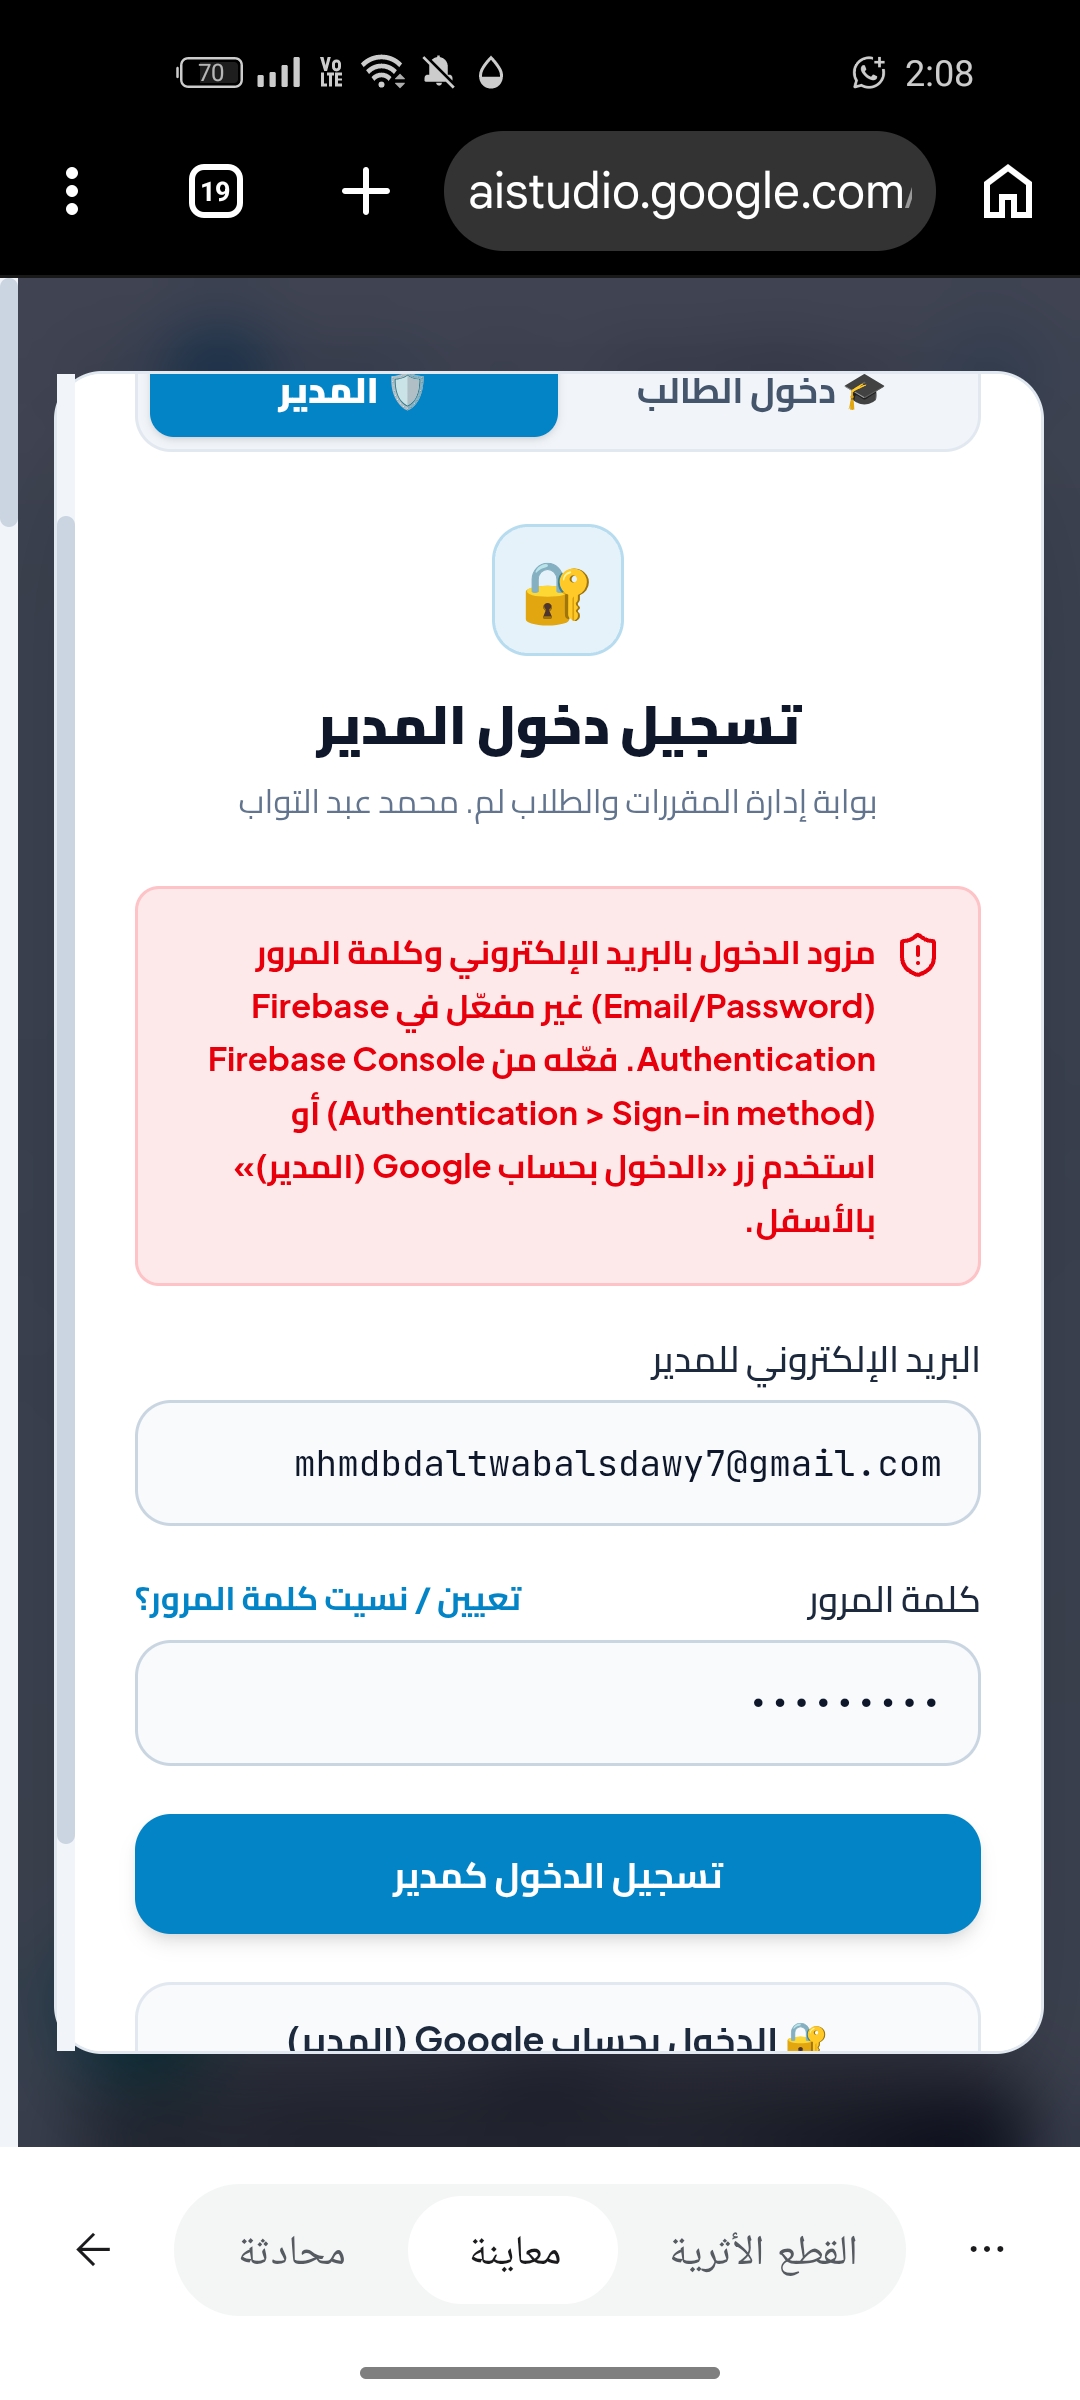 70
Vo
LTE
2:08
19
aistudio.google.com/
دخول الطالب
المدير
تسجيل دخول المدير
بوابة إدارة المقررات والطلاب لم. محمد عبد التواب
مزود الدخول بالبريد الإلكتروني وكلمة المرور
(Email/Password) غير مفعّل في Firebase
Authentication. فعّله من Firebase Console
(Authentication > Sign-in method) أو
استخدم زر «الدخول بحساب Google (المدير)»
بالأسفل.
البريد الإلكتروني للمدير
mhmdbdaltwabalsdawy7@gmail.com
كلمة المرور
تعيين / نسيت كلمة المرور؟
تسجيل الدخول كمدير
الدخول بحساب Google (المدير)
القطع الأثرية
معاينة
محادثة